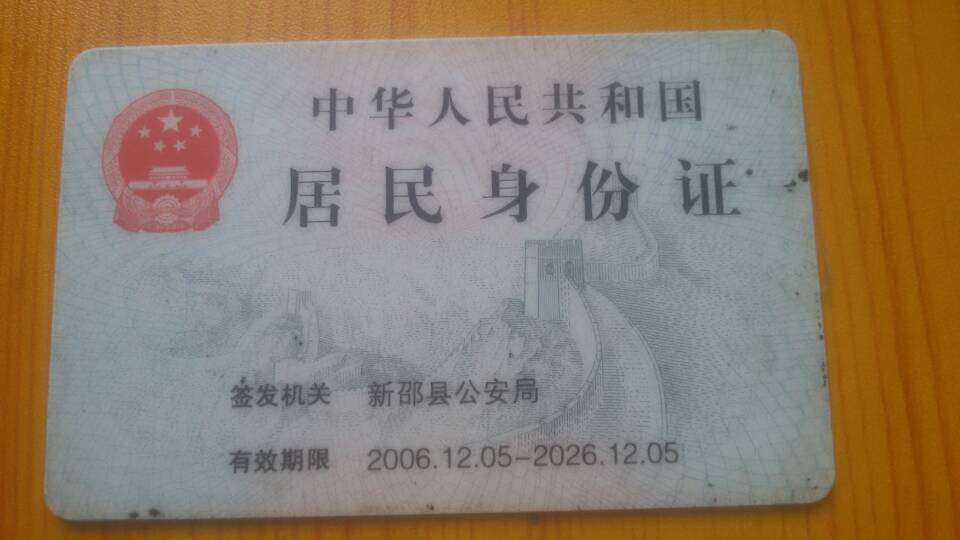 中华人民共和国
居民身份证
签发机关 新邵县公安局
有效期限 2006.12.05-2026.12.05